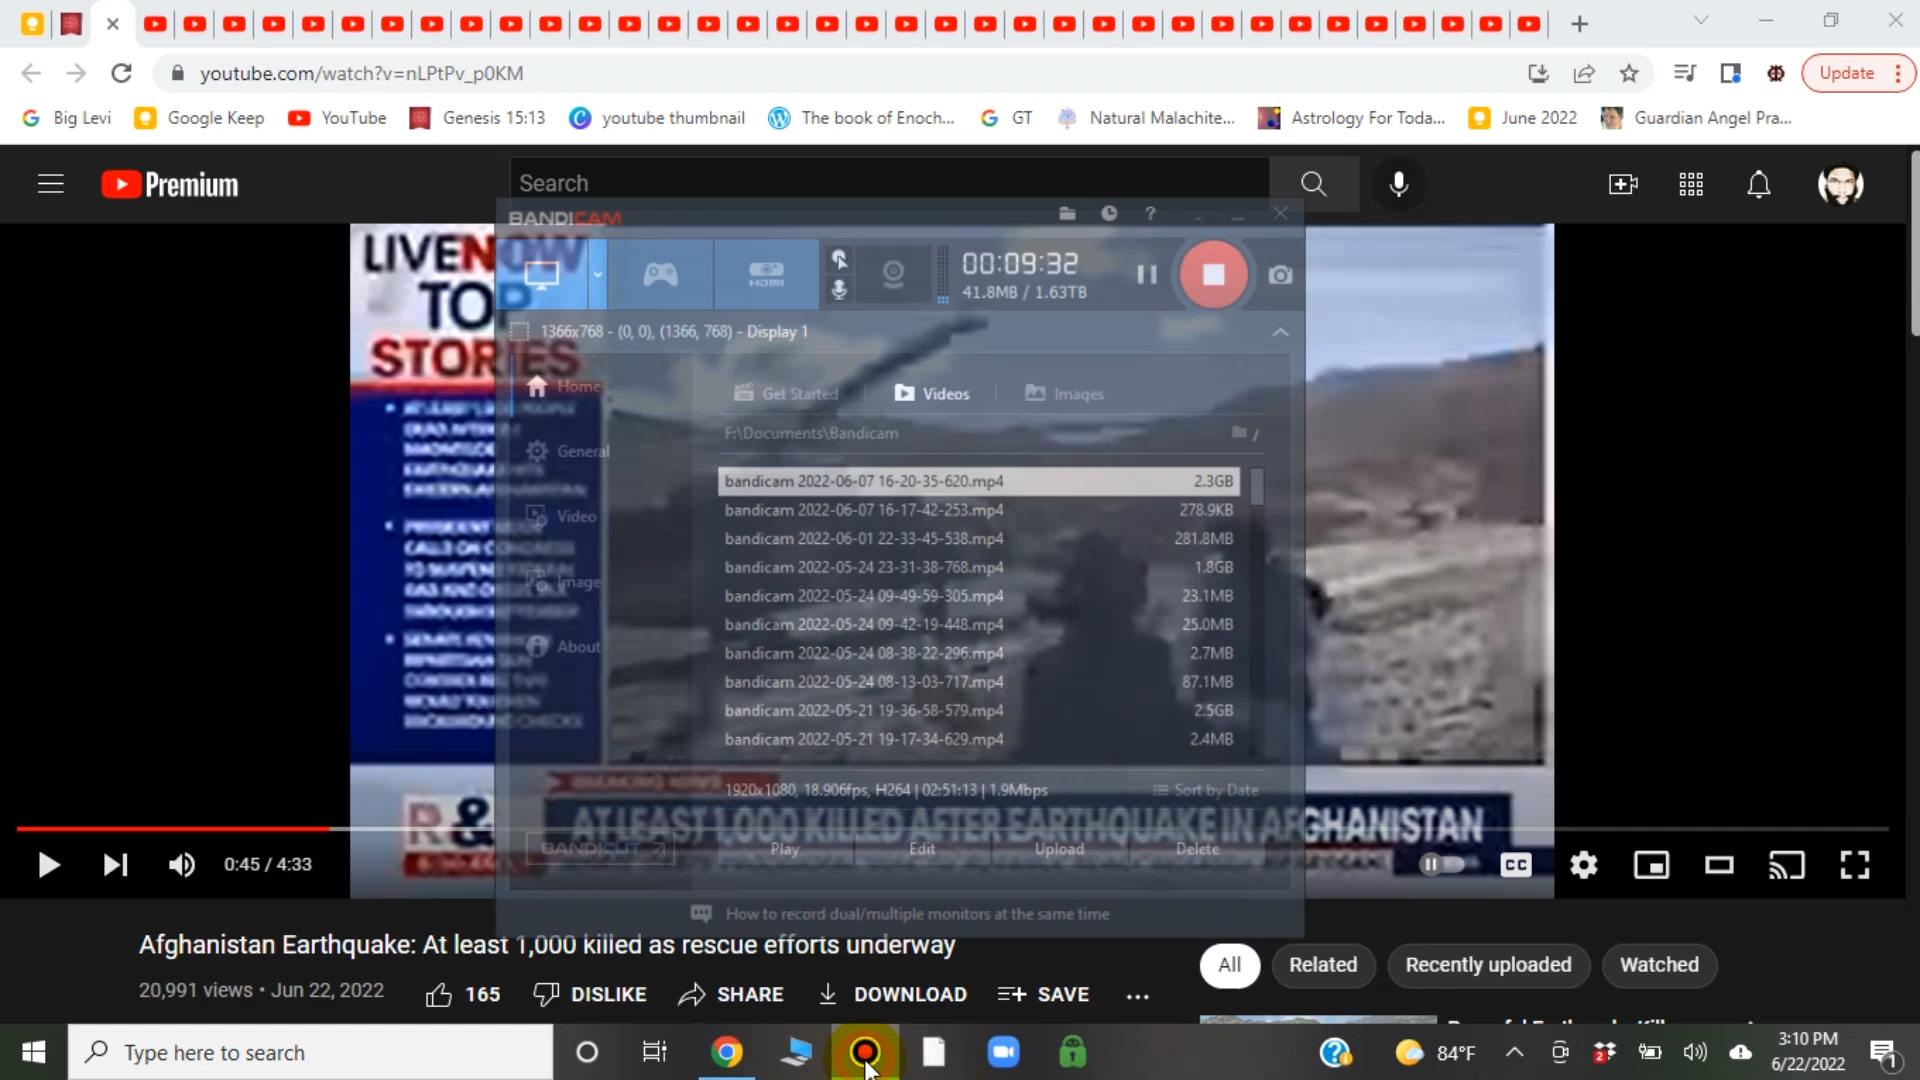 youtube.com/watch?v=nLPtPv_p0KM
Update
Big Levi
Google Keep
YouTube
Genesis 15:13
youtube thumbnail
The book of Enoch...
GT
Natural Malachite...
Astrology For Toda...
June 2022
Guardian Angel Pra...
Premium
Search
BANDICAM
LIVENOW
TOP
STORIES
HDMI
00:09:32
41.8MB / 1.63TB
1366x768 - (0, 0), (1366, 768) - Display 1
Home
Get Started
Videos
Images
F:\Documents\Bandicam
General
Video
Image
About
bandicam 2022-06-07 16-20-35-620.mp4 2.3GB
bandicam 2022-06-07 16-17-42-253.mp4 278.9KB
bandicam 2022-06-01 22-33-45-538.mp4 281.8MB
bandicam 2022-05-24 23-31-38-768.mp4 1.8GB
bandicam 2022-05-24 09-49-59-305.mp4 23.1MB
bandicam 2022-05-24 09-42-19-448.mp4 25.0MB
bandicam 2022-05-24 08-38-22-296.mp4 2.7MB
bandicam 2022-05-24 08-13-03-717.mp4 87.1MB
bandicam 2022-05-21 19-36-58-579.mp4 2.5GB
bandicam 2022-05-21 19-17-34-629.mp4 2.4MB
1920x1080, 18.906fps, H264 | 02:51:13 | 1.9Mbps
Sort by Date
BREAKING NEWS
AT LEAST 1,000 KILLED AFTER EARTHQUAKE IN AFGHANISTAN
BANDICUT
Play
Edit
Upload
Delete
0:45 / 4:33
CC
How to record dual/multiple monitors at the same time
Afghanistan Earthquake: At least 1,000 killed as rescue efforts underway
20,991 views • Jun 22, 2022
165
DISLIKE
SHARE
DOWNLOAD
SAVE
All
Related
Recently uploaded
Watched
Type here to search
84°F
3:10 PM
6/22/2022